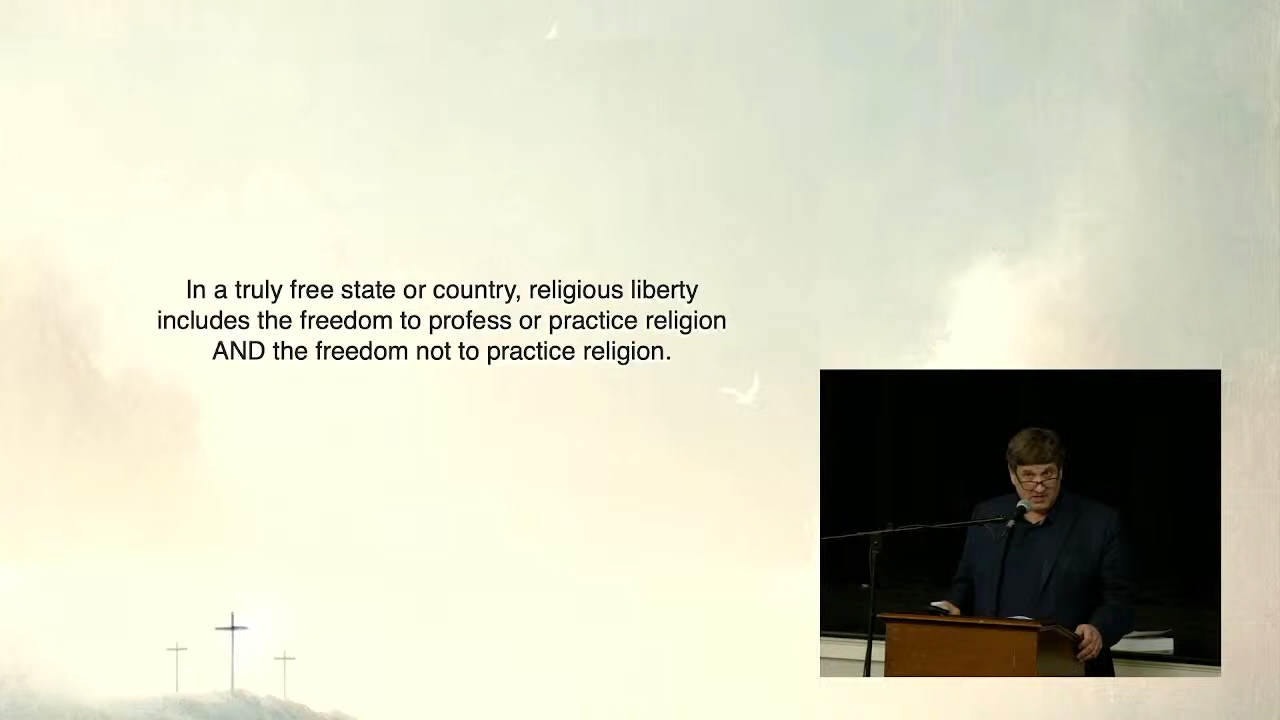 In a truly free state or country, religious liberty
includes the freedom to profess or practice religion
AND the freedom not to practice religion.